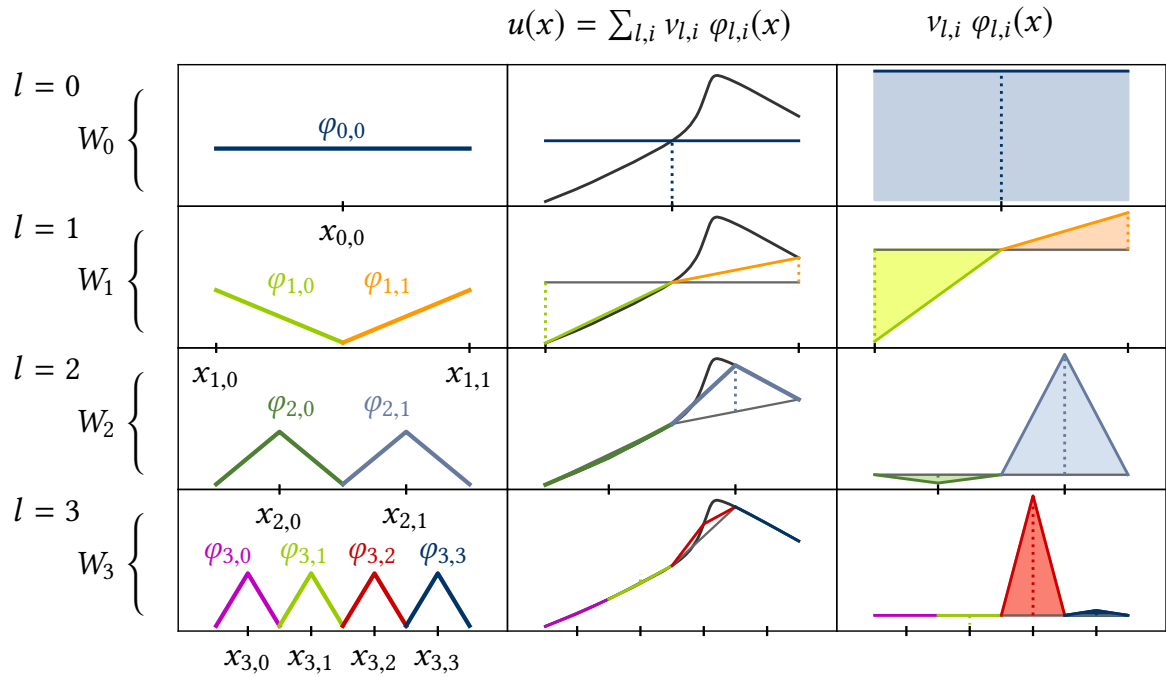 u(x) = ∑l,i νl,i φl,i(x)
νl,i φl,i(x)
l = 0
W0
φ0,0
l = 1
x0,0
W1
φ1,0 φ1,1
l = 2
x1,0 x1,1
W2
φ2,0 φ2,1
l = 3
x2,0 x2,1
W3
φ3,0 φ3,1 φ3,2 φ3,3
x3,0 x3,1 x3,2 x3,3